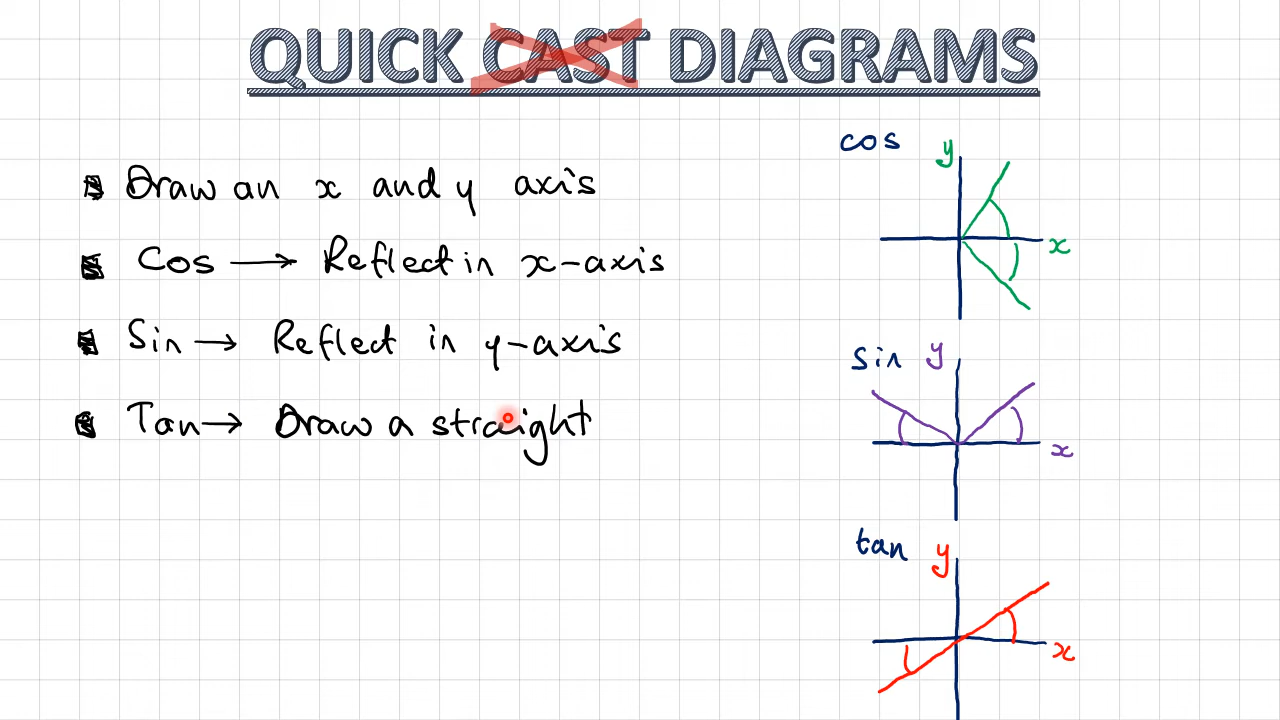 QUICK CAST DIAGRAMS
Draw an x and y axis
Cos → Reflect in x-axis
Sin → Reflect in y-axis
Tan → Draw a straight
cos
y
x
sin
y
x
tan
y
x